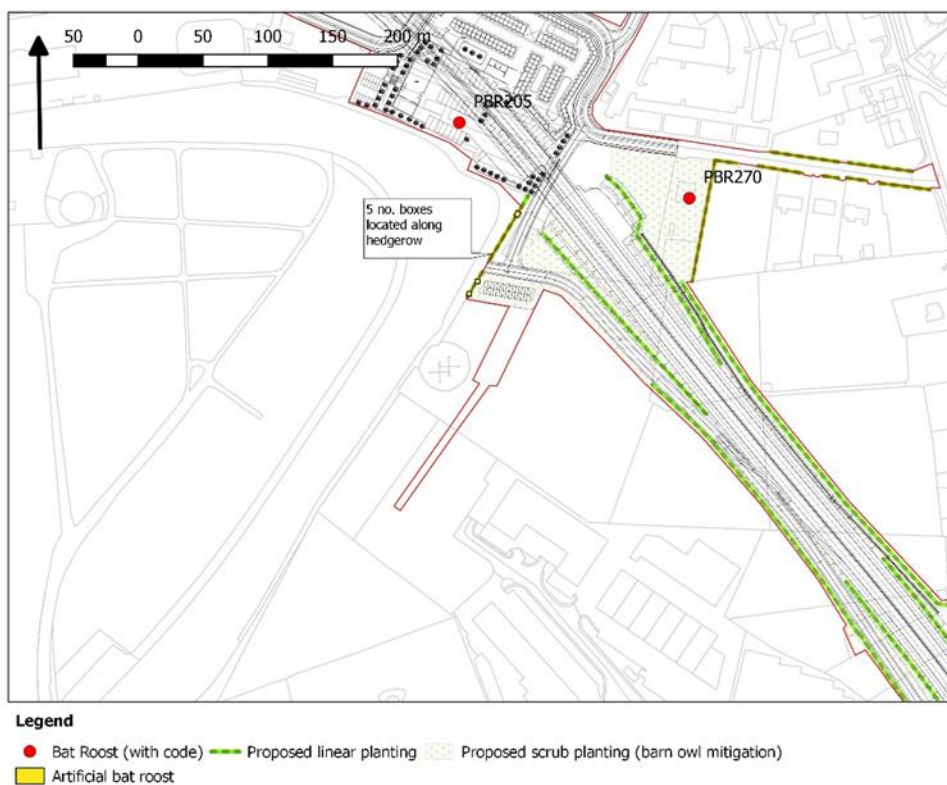 50 0 50 100 150 200 m
PBR205
PBR270
5 no. boxes
located along
hedgerow
Legend
Bat Roost (with code) Proposed linear planting Proposed scrub planting (barn owl mitigation)
Artificial bat roost